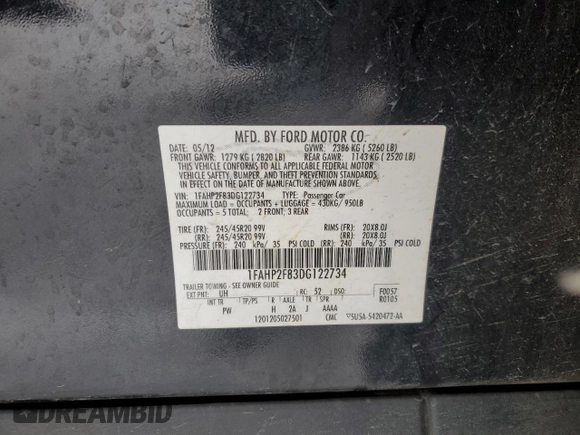 MFD. BY FORD MOTOR CO.
DATE: 05/12 GVWR: 2386 KG (5260 LB)
FRONT GAWR: 1279 KG (2820 LB) REAR GAWR: 1143 KG (2520 LB)
THIS VEHICLE CONFORMS TO ALL APPLICABLE FEDERAL MOTOR
VEHICLE SAFETY, BUMPER, AND THEFT PREVENTION STANDARDS
IN EFFECT ON THE DATE OF MANUFACTURE SHOWN ABOVE.
VIN: 1FAHP2F83DG122734 TYPE: Passenger Car
MAXIMUM LOAD = OCCUPANTS + LUGGAGE = 430KG/ 950LB
OCCUPANTS = 5 TOTAL: 2 FRONT; 3 REAR
TIRE: (FR): 245/45R20 99V (FR): 20X8.0J
(RR): 245/45R20 99V (RR): 20X8.0J
PRESSURE (FR): 240 kPa/ 35 PSI COLD (RR) 240 kPa/ 35 PSI COLD
1FAHP2F83DG122734
TRAILER TOWING - SEE OWNER GUIDE
EXT PNT: UH RC: 52 DSO: F0057
INT TR TP/PS R AXLE TR SPR R0105
PW H 2A J AAAA
1201205027501 CMC 5U5A-5420472-AA
DREAMBID